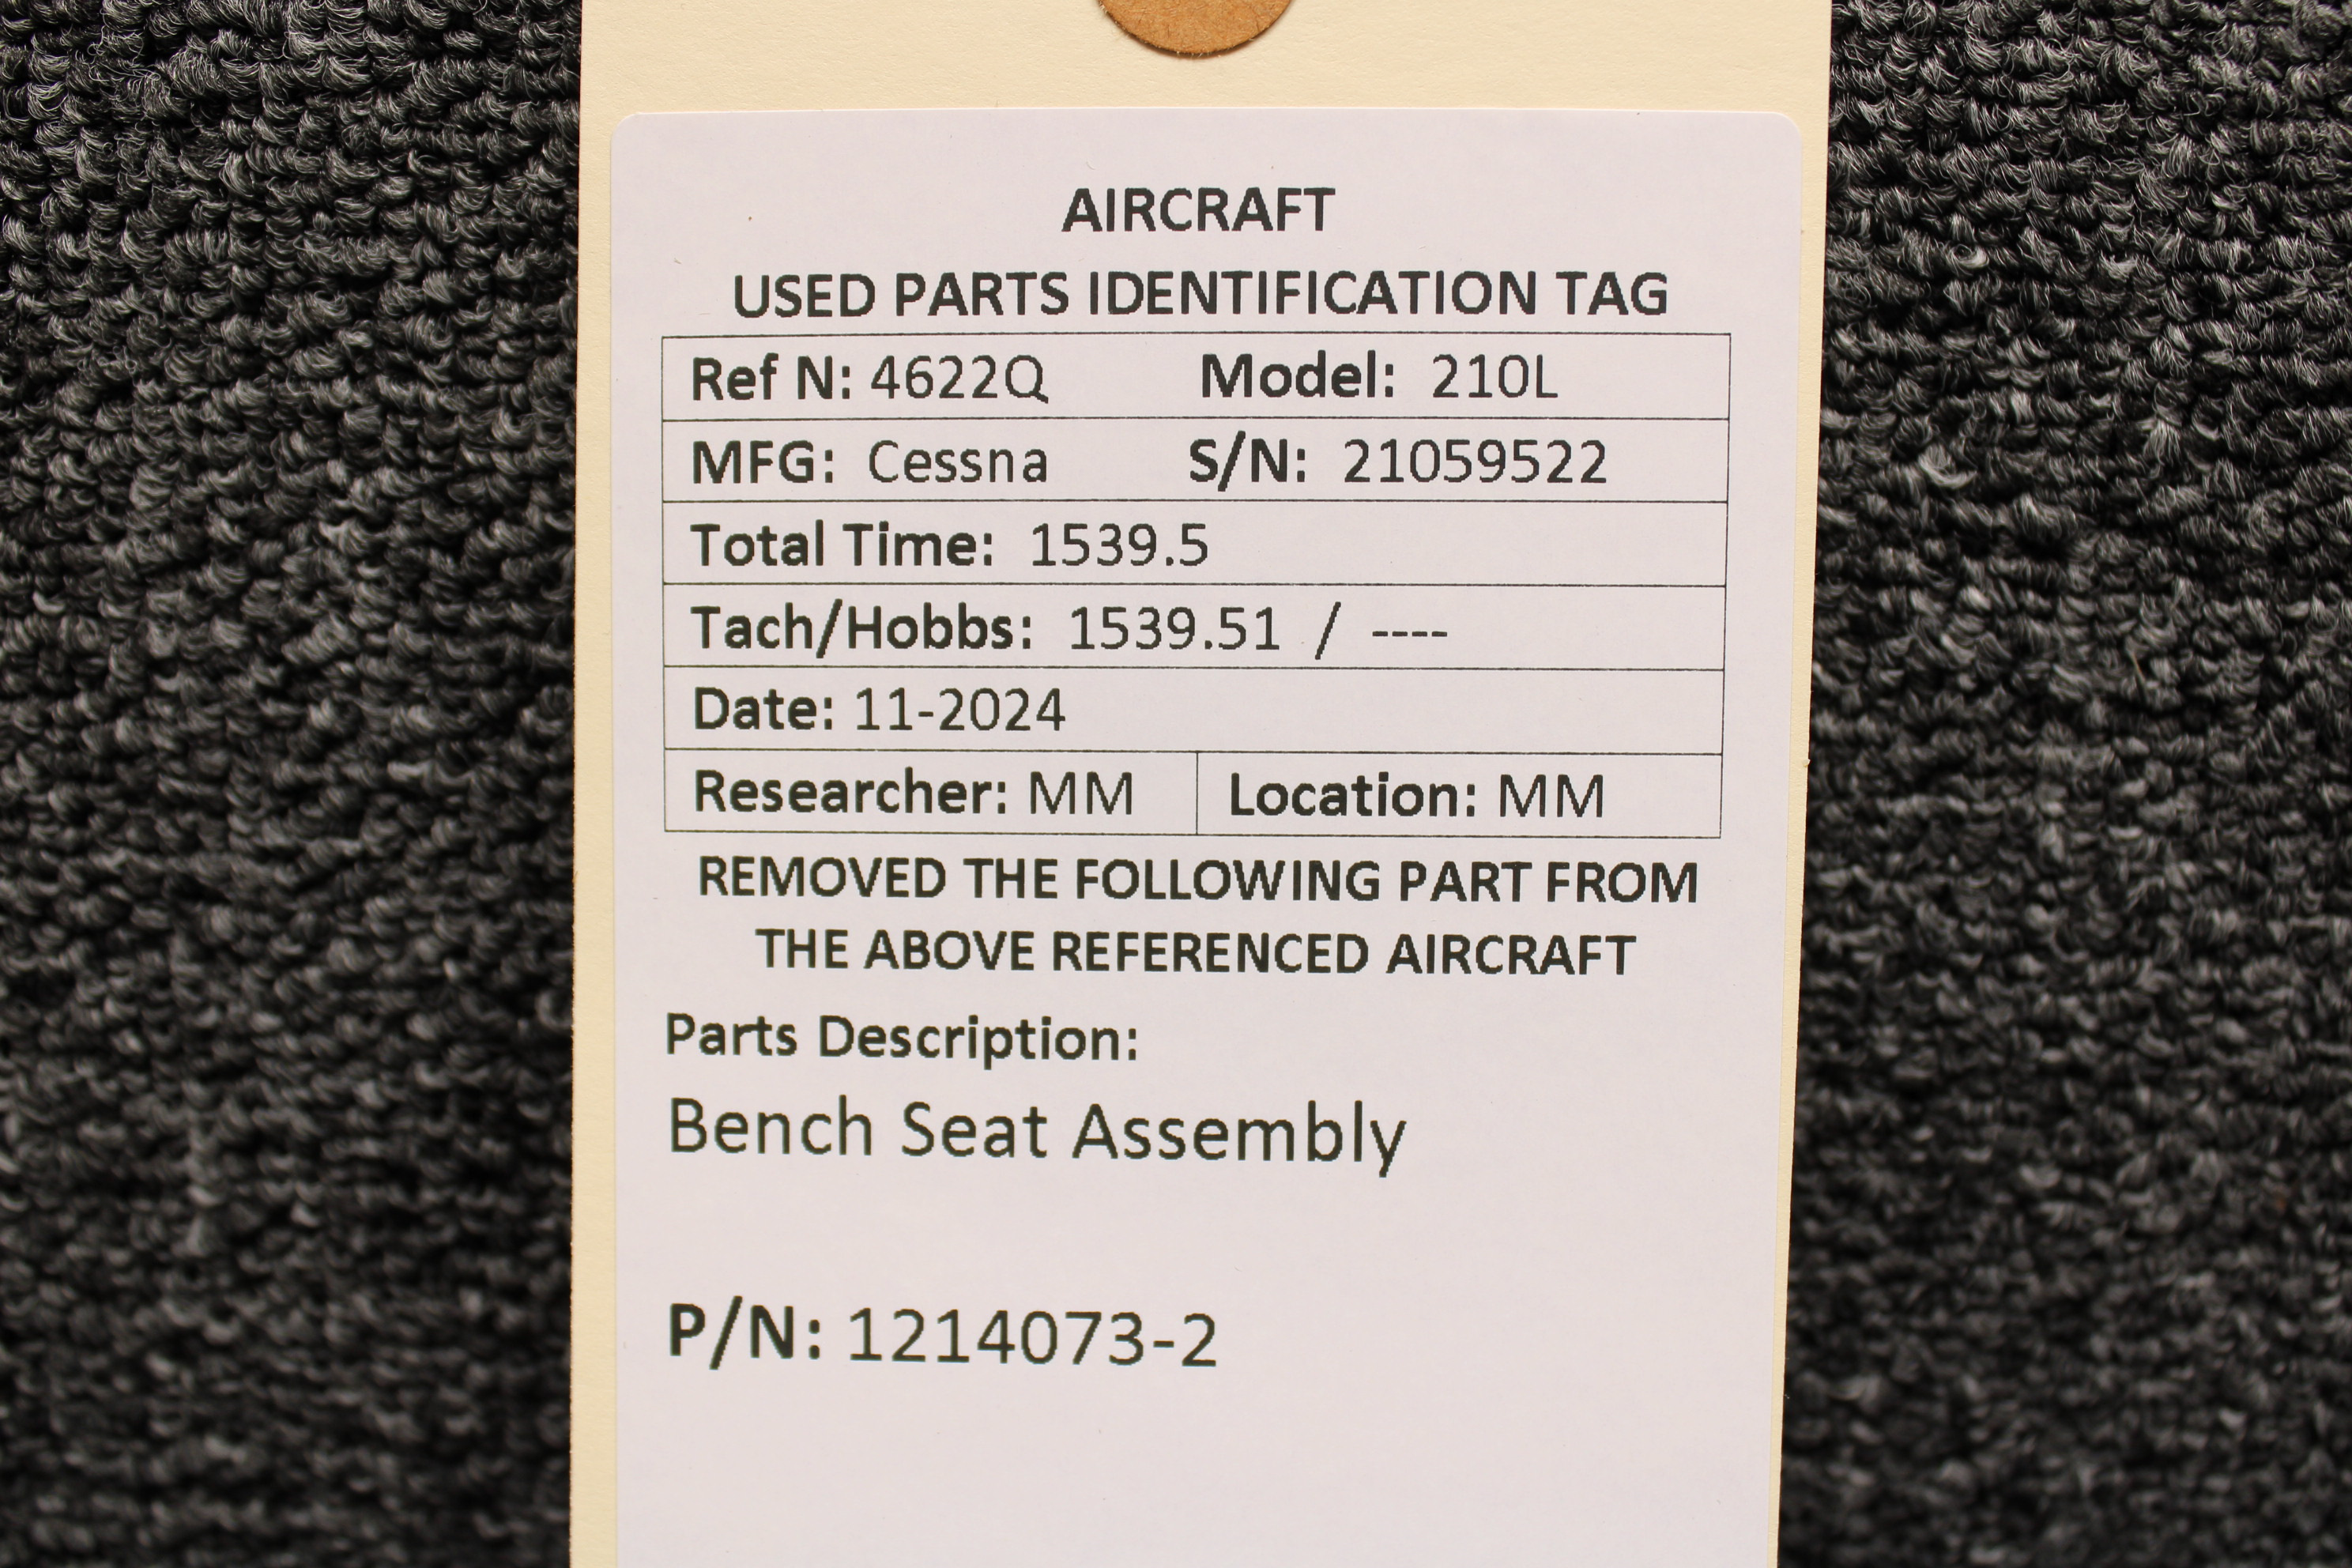 AIRCRAFT
USED PARTS IDENTIFICATION TAG
Ref N: 4622Q Model: 210L
MFG: Cessna S/N: 21059522
Total Time: 1539.5
Tach/Hobbs: 1539.51 / ----
Date: 11-2024
Researcher: MM Location: MM
REMOVED THE FOLLOWING PART FROM
THE ABOVE REFERENCED AIRCRAFT
Parts Description:
Bench Seat Assembly
P/N: 1214073-2